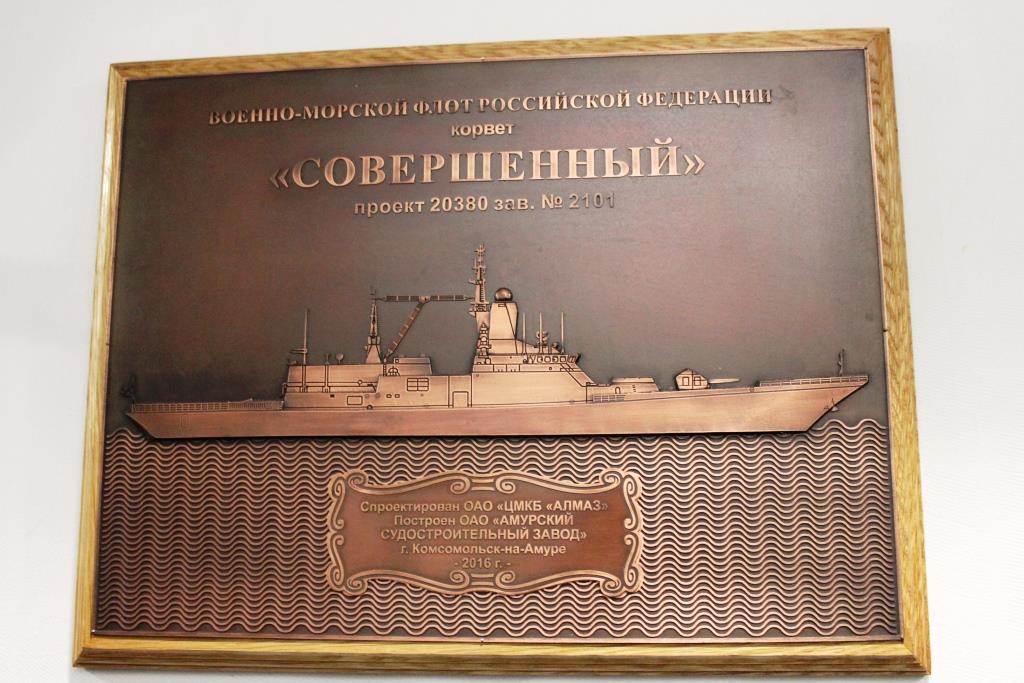 ВОЕННО-МОРСКОЙ ФЛОТ РОССИЙСКОЙ ФЕДЕРАЦИИ
корвет
«СОВЕРШЕННЫЙ»
проект 20380 зав. № 2101
Спроектирован ОАО «ЦМКБ «АЛМАЗ»
Построен ОАО «АМУРСКИЙ
СУДОСТРОИТЕЛЬНЫЙ ЗАВОД»
г. Комсомольск-на-Амуре
- 2016 г. -